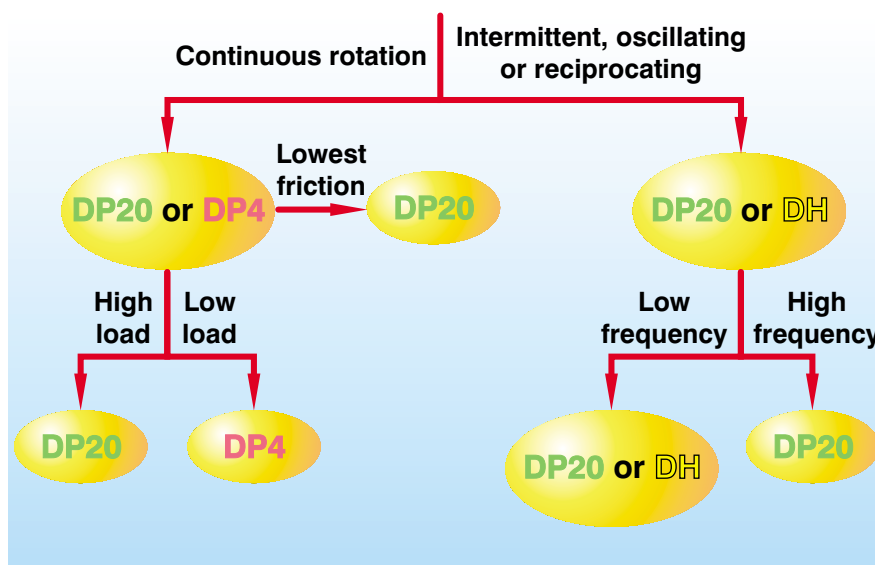 Continuous rotation
Intermittent, oscillating
or reciprocating
DP20 or DP4
Lowest
friction
DP20
DP20 or DH
High
load
Low
load
Low
frequency
High
frequency
DP20
DP4
DP20 or DH
DP20